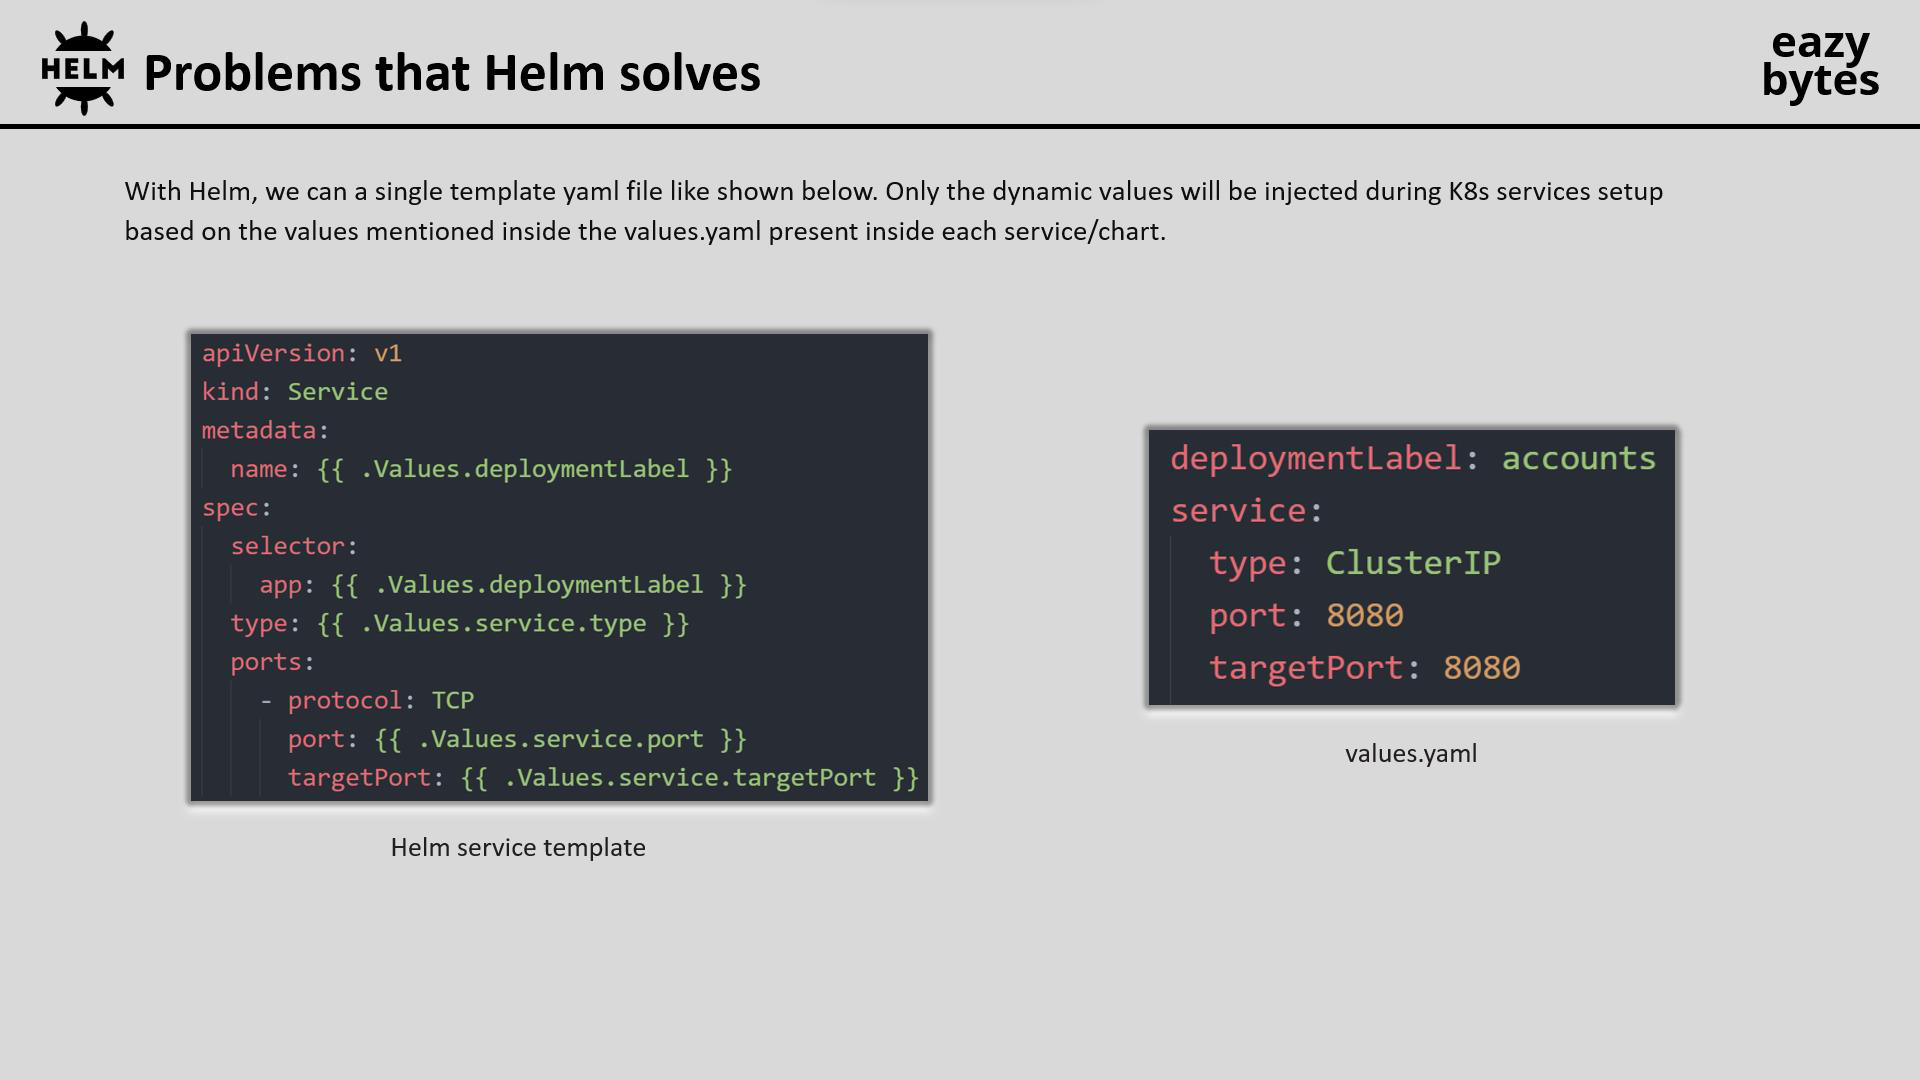 HELM
Problems that Helm solves
eazy
bytes
With Helm, we can a single template yaml file like shown below. Only the dynamic values will be injected during K8s services setup
based on the values mentioned inside the values.yaml present inside each service/chart.
apiVersion: v1
kind: Service
metadata:
  name: {{ .Values.deploymentLabel }}
spec:
  selector:
    app: {{ .Values.deploymentLabel }}
  type: {{ .Values.service.type }}
  ports:
    - protocol: TCP
      port: {{ .Values.service.port }}
      targetPort: {{ .Values.service.targetPort }}
Helm service template
deploymentLabel: accounts
service:
  type: ClusterIP
  port: 8080
  targetPort: 8080
values.yaml